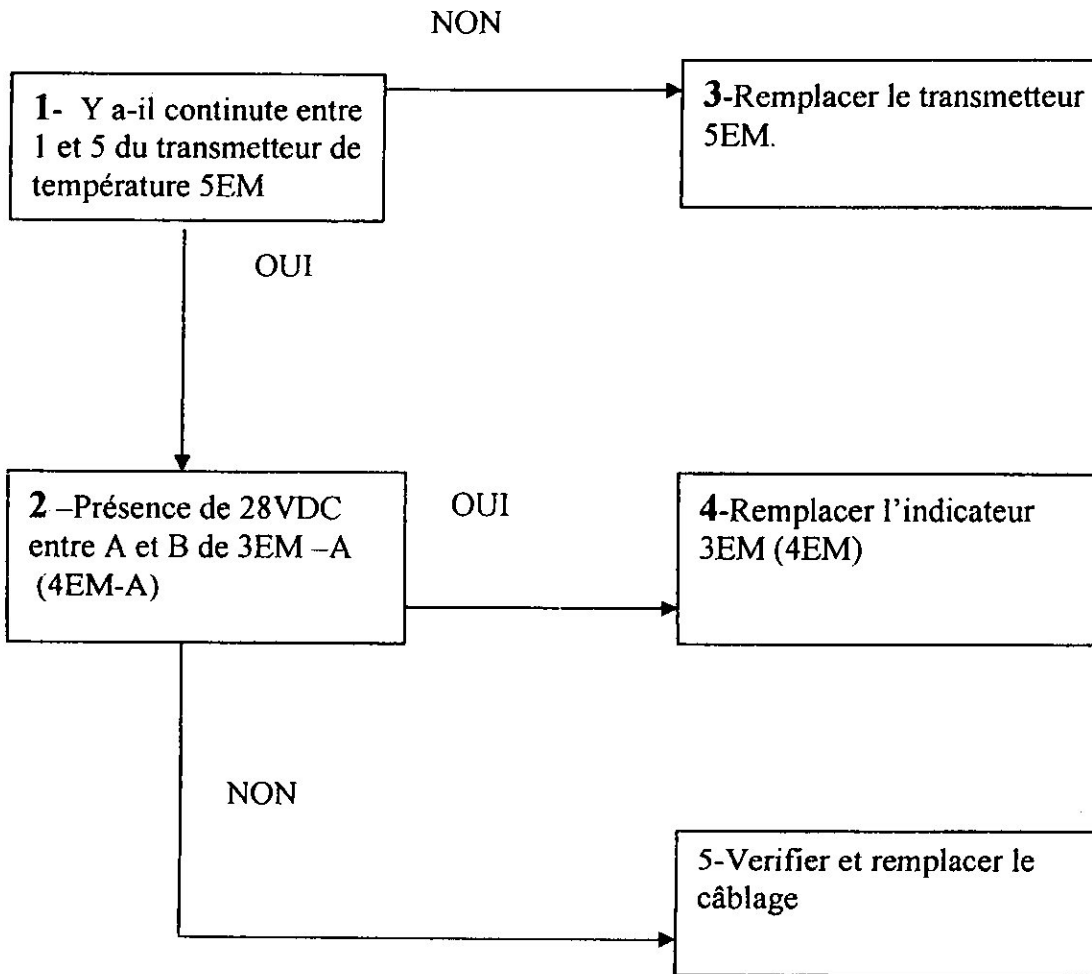 NON
1- Y a-il continute entre
1 et 5 du transmetteur de
température 5EM
3-Remplacer le transmetteur
5EM.
OUI
2 –Présence de 28VDC
entre A et B de 3EM –A
(4EM-A)
OUI
4-Remplacer l’indicateur
3EM (4EM)
NON
5-Verifier et remplacer le
câblage